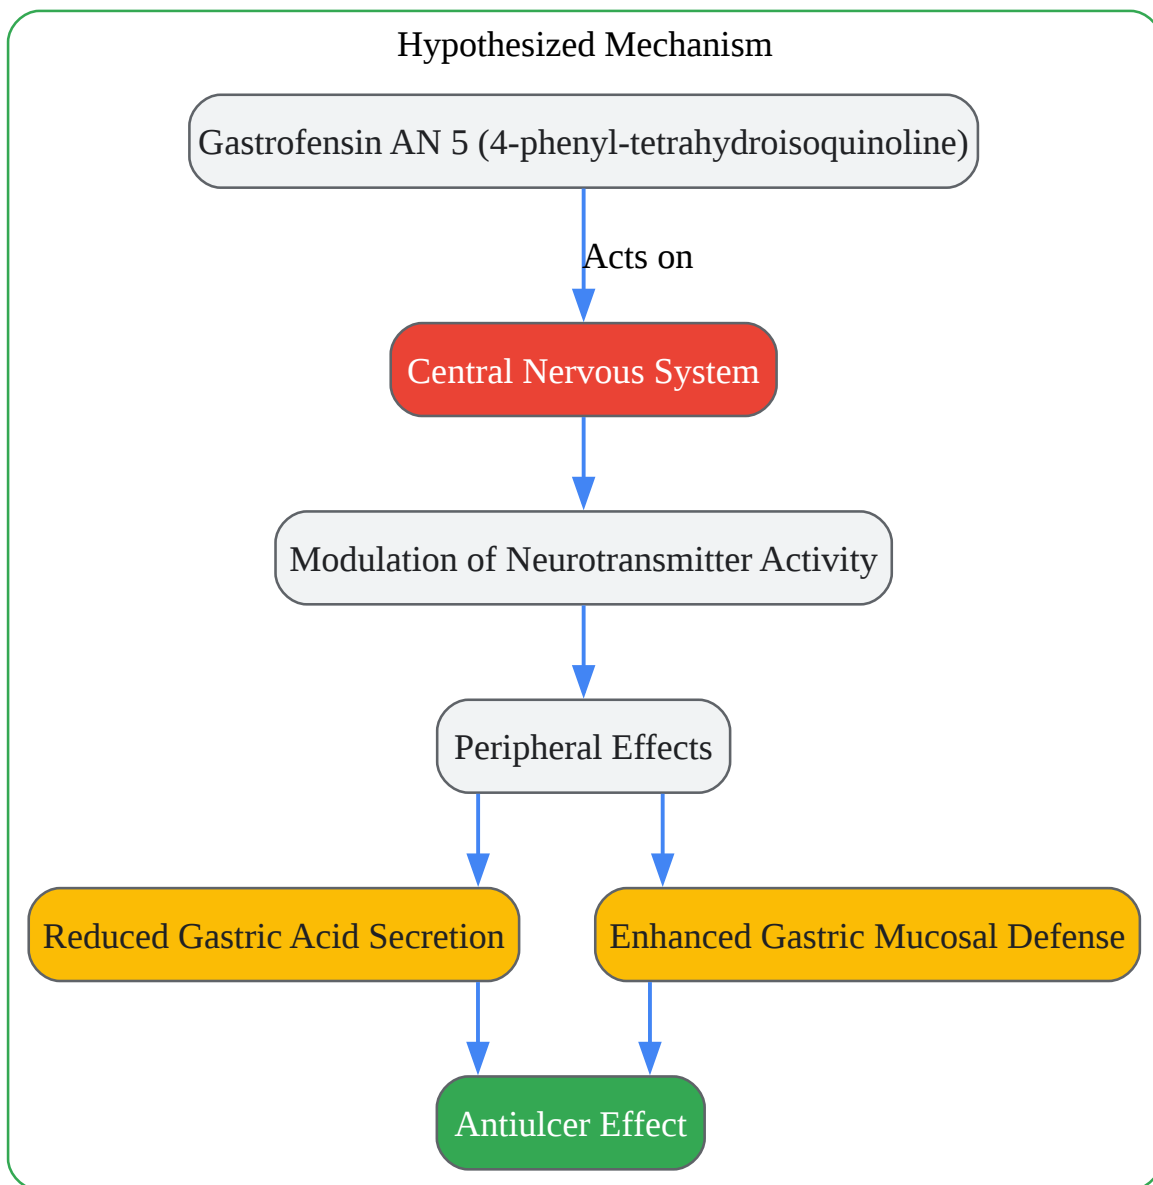 Hypothesized Mechanism
Gastrofensin AN 5 (4-phenyl-tetrahydroisoquinoline)
Acts on
Central Nervous System
Modulation of Neurotransmitter Activity
Peripheral Effects
Reduced Gastric Acid Secretion
Enhanced Gastric Mucosal Defense
Antiulcer Effect